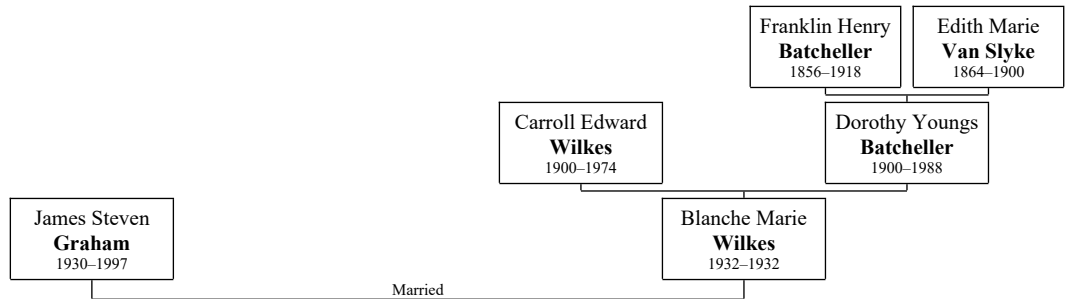 Franklin Henry
Batcheller
1856–1918
Edith Marie
Van Slyke
1864–1900
Carroll Edward
Wilkes
1900–1974
Dorothy Youngs
Batcheller
1900–1988
James Steven
Graham
1930–1997
Blanche Marie
Wilkes
1932–1932
Married